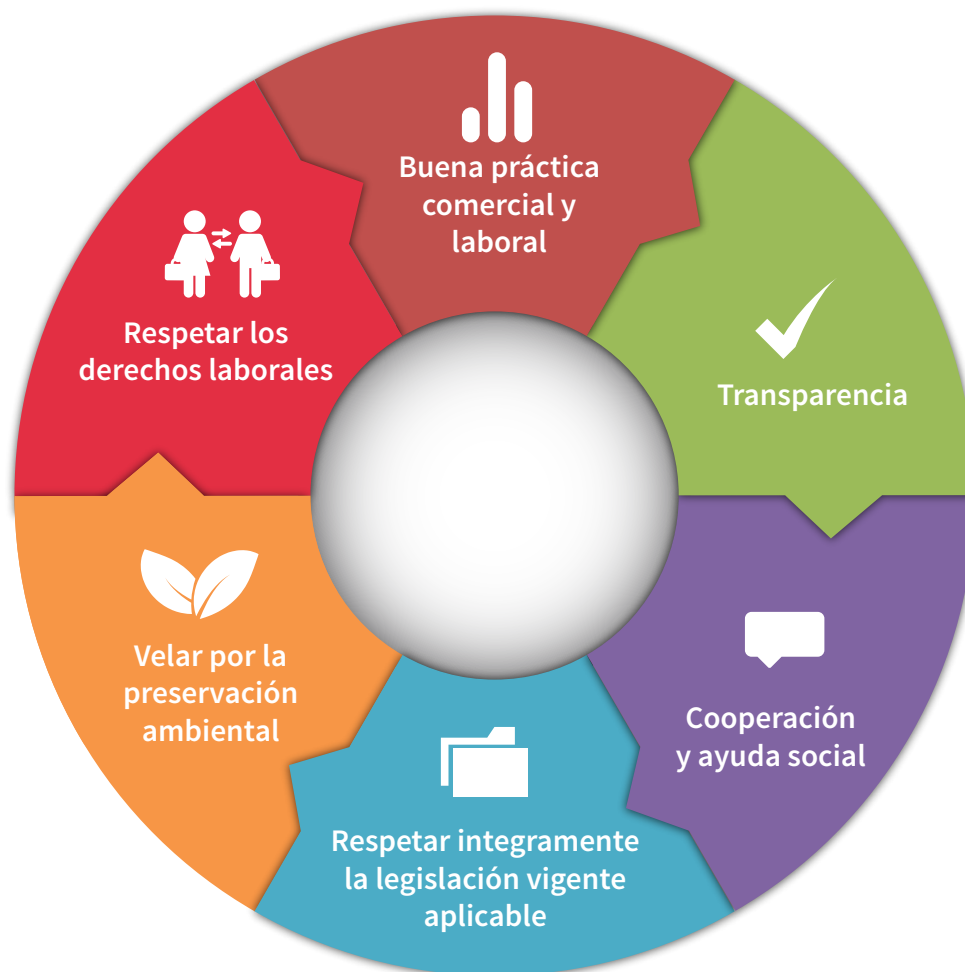 Buena práctica
comercial y
laboral
Transparencia
Cooperación
y ayuda social
Respetar integramente
la legislación vigente
aplicable
Velar por la
preservación
ambiental
Respetar los
derechos laborales